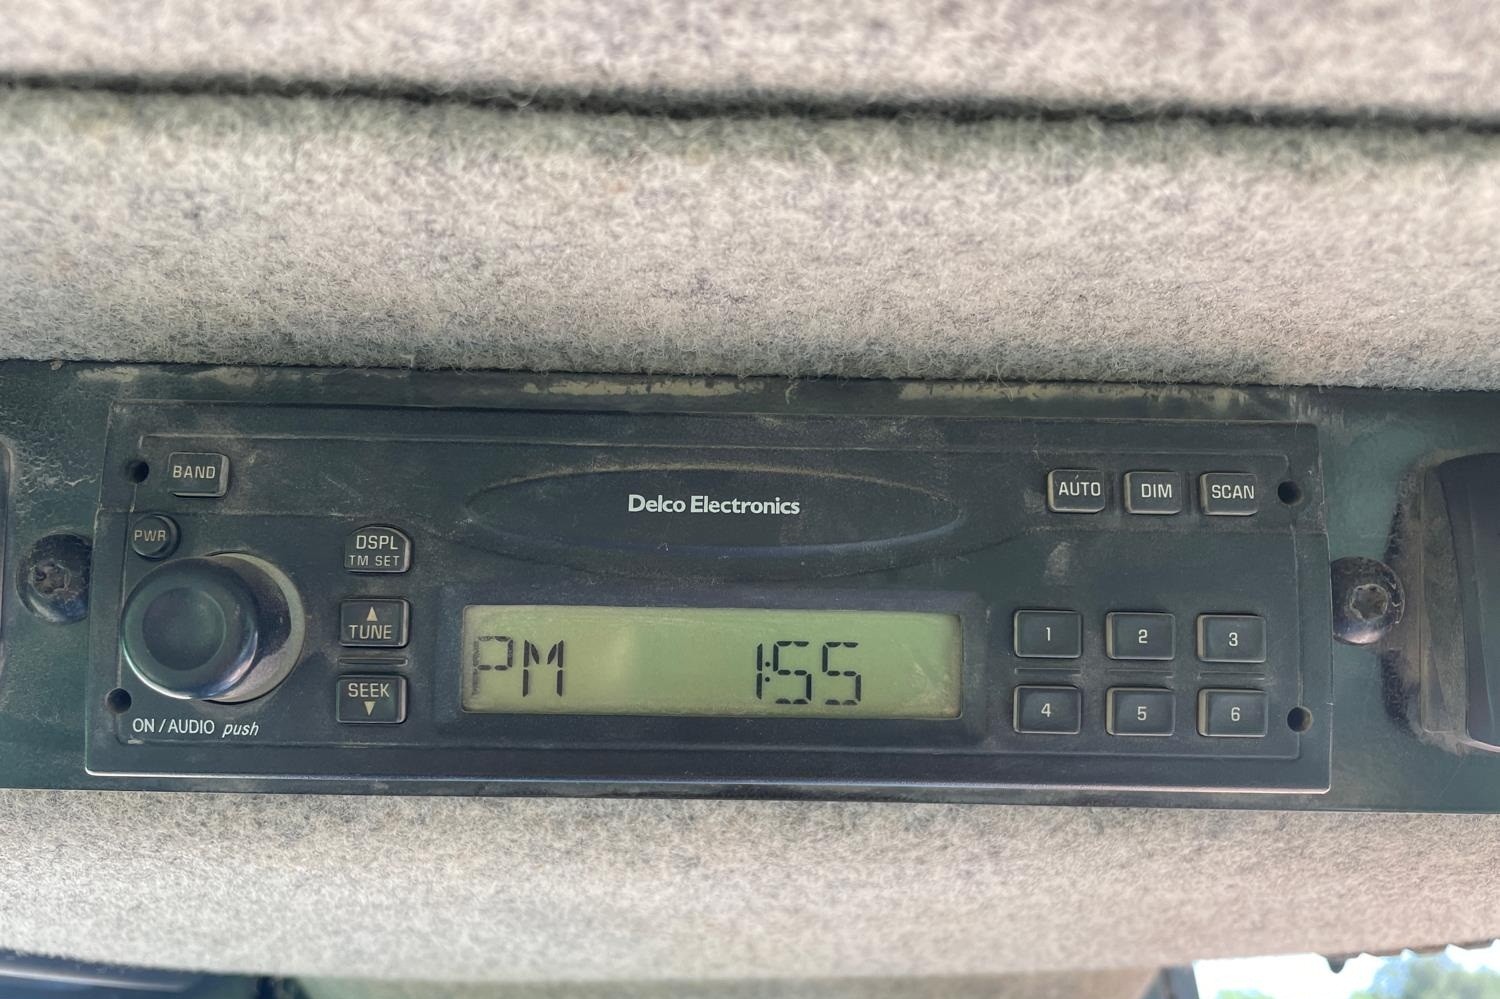 BAND
Delco Electronics
AUTO DIM SCAN
PWR
DSPL
TM SET
▲
TUNE
SEEK
▼
PM 1:55
1 2 3
4 5 6
ON / AUDIO push